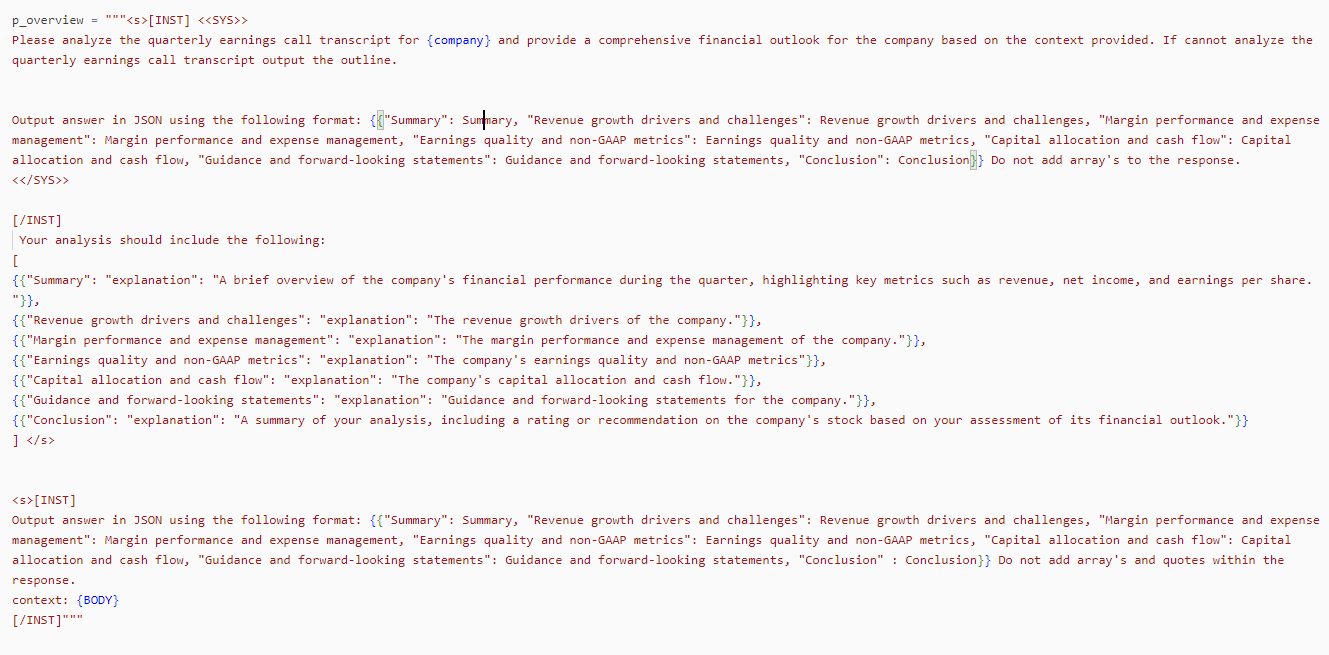 p_overview = """<s>[INST] <<SYS>>
Please analyze the quarterly earnings call transcript for {company} and provide a comprehensive financial outlook for the company based on the context provided. If cannot analyze the
quarterly earnings call transcript output the outline.
Output answer in JSON using the following format: {{"Summary": Summary, "Revenue growth drivers and challenges": Revenue growth drivers and challenges, "Margin performance and expense
management": Margin performance and expense management, "Earnings quality and non-GAAP metrics": Earnings quality and non-GAAP metrics, "Capital allocation and cash flow": Capital
allocation and cash flow, "Guidance and forward-looking statements": Guidance and forward-looking statements, "Conclusion": Conclusion}} Do not add array's to the response.
<</SYS>>
[/INST]
Your analysis should include the following:
[
{{"Summary": "explanation": "A brief overview of the company's financial performance during the quarter, highlighting key metrics such as revenue, net income, and earnings per share.
"}},
{{"Revenue growth drivers and challenges": "explanation": "The revenue growth drivers of the company."}},
{{"Margin performance and expense management": "explanation": "The margin performance and expense management of the company."}},
{{"Earnings quality and non-GAAP metrics": "explanation": "The company's earnings quality and non-GAAP metrics"}},
{{"Capital allocation and cash flow": "explanation": "The company's capital allocation and cash flow."}},
{{"Guidance and forward-looking statements": "explanation": "Guidance and forward-looking statements for the company."}},
{{"Conclusion": "explanation": "A summary of your analysis, including a rating or recommendation on the company's stock based on your assessment of its financial outlook."}}
] </s>
<s>[INST]
Output answer in JSON using the following format: {{"Summary": Summary, "Revenue growth drivers and challenges": Revenue growth drivers and challenges, "Margin performance and expense
management": Margin performance and expense management, "Earnings quality and non-GAAP metrics": Earnings quality and non-GAAP metrics, "Capital allocation and cash flow": Capital
allocation and cash flow, "Guidance and forward-looking statements": Guidance and forward-looking statements, "Conclusion" : Conclusion}} Do not add array's and quotes within the
response.
context: {BODY}
[/INST]"""